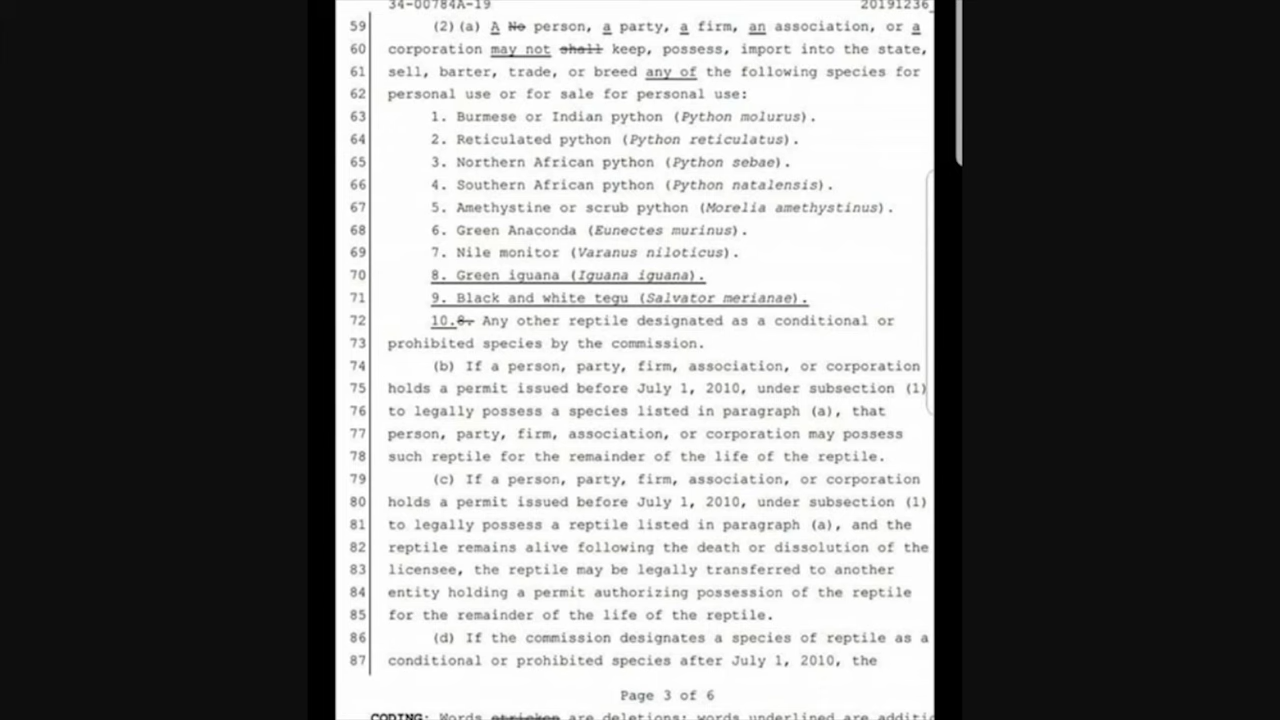 34-00784A-19 20191236_
59 (2)(a) A No person, a party, a firm, an association, or a
60 corporation may not shall keep, possess, import into the state,
61 sell, barter, trade, or breed any of the following species for
62 personal use or for sale for personal use:
63 1. Burmese or Indian python (Python molurus).
64 2. Reticulated python (Python reticulatus).
65 3. Northern African python (Python sebae).
66 4. Southern African python (Python natalensis).
67 5. Amethystine or scrub python (Morelia amethystinus).
68 6. Green Anaconda (Eunectes murinus).
69 7. Nile monitor (Varanus niloticus).
70 8. Green iguana (Iguana iguana).
71 9. Black and white tegu (Salvator merianae).
72 10.8. Any other reptile designated as a conditional or
73 prohibited species by the commission.
74 (b) If a person, party, firm, association, or corporation
75 holds a permit issued before July 1, 2010, under subsection (1)
76 to legally possess a species listed in paragraph (a), that
77 person, party, firm, association, or corporation may possess
78 such reptile for the remainder of the life of the reptile.
79 (c) If a person, party, firm, association, or corporation
80 holds a permit issued before July 1, 2010, under subsection (1)
81 to legally possess a reptile listed in paragraph (a), and the
82 reptile remains alive following the death or dissolution of the
83 licensee, the reptile may be legally transferred to another
84 entity holding a permit authorizing possession of the reptile
85 for the remainder of the life of the reptile.
86 (d) If the commission designates a species of reptile as a
87 conditional or prohibited species after July 1, 2010, the
Page 3 of 6
CODING: Words stricken are deletions; words underlined are additi